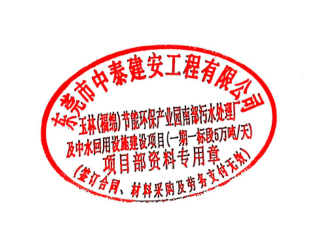 东莞市中泰建安工程有限公司
玉林(福绵)节能环保产业园南部污水处理厂
及中水回用设施建设项目(一期一标段5万吨/天)
项目部资料专用章
(签订合同、材料采购及劳务支付无效)